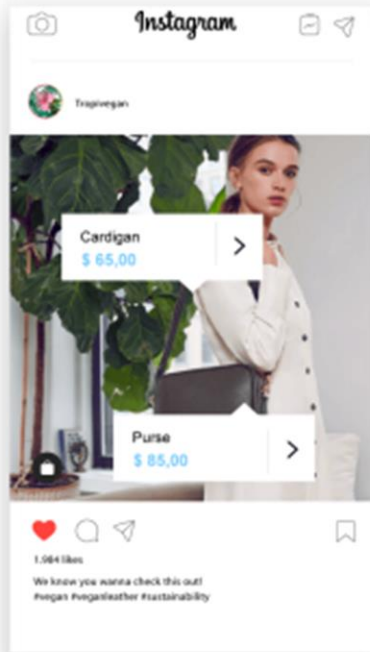 Instagram
Tropivegan
Cardigan
$ 65,00
Purse
$ 85,00
1.984 likes
We know you wanna check this out!
#vegan #veganleather #sustainability